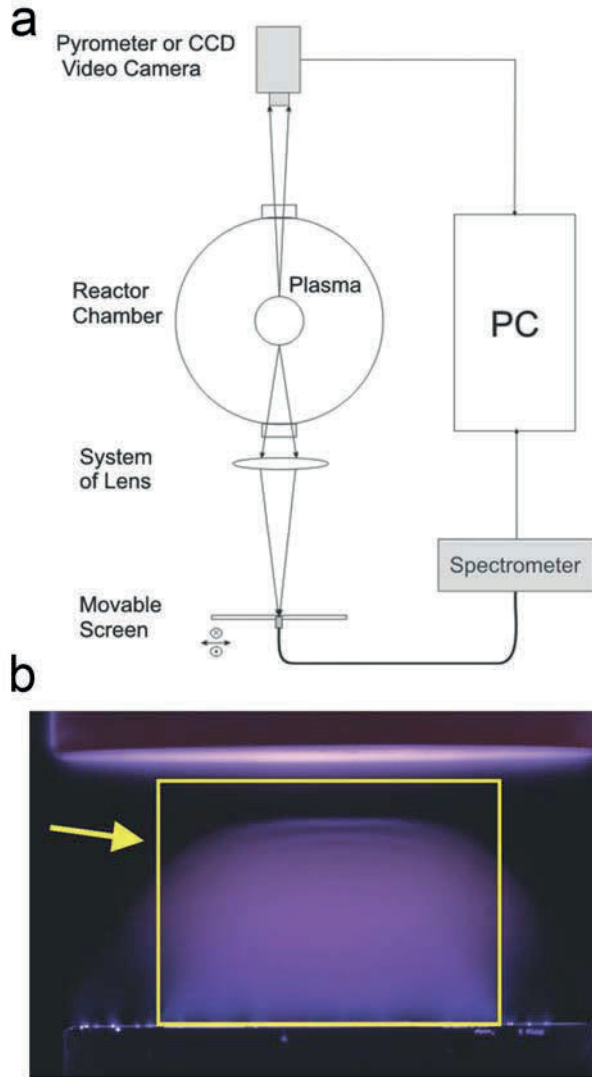 a
Pyrometer or CCD
Video Camera
Reactor
Chamber
Plasma
PC
System
of Lens
Spectrometer
Movable
Screen
b